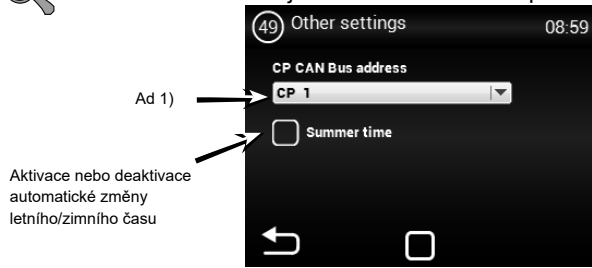 49 Other settings 08:59
CP CAN Bus address
Ad 1)
CP 1
Summer time
Aktivace nebo deaktivace
automatické změny
letního/zimního času